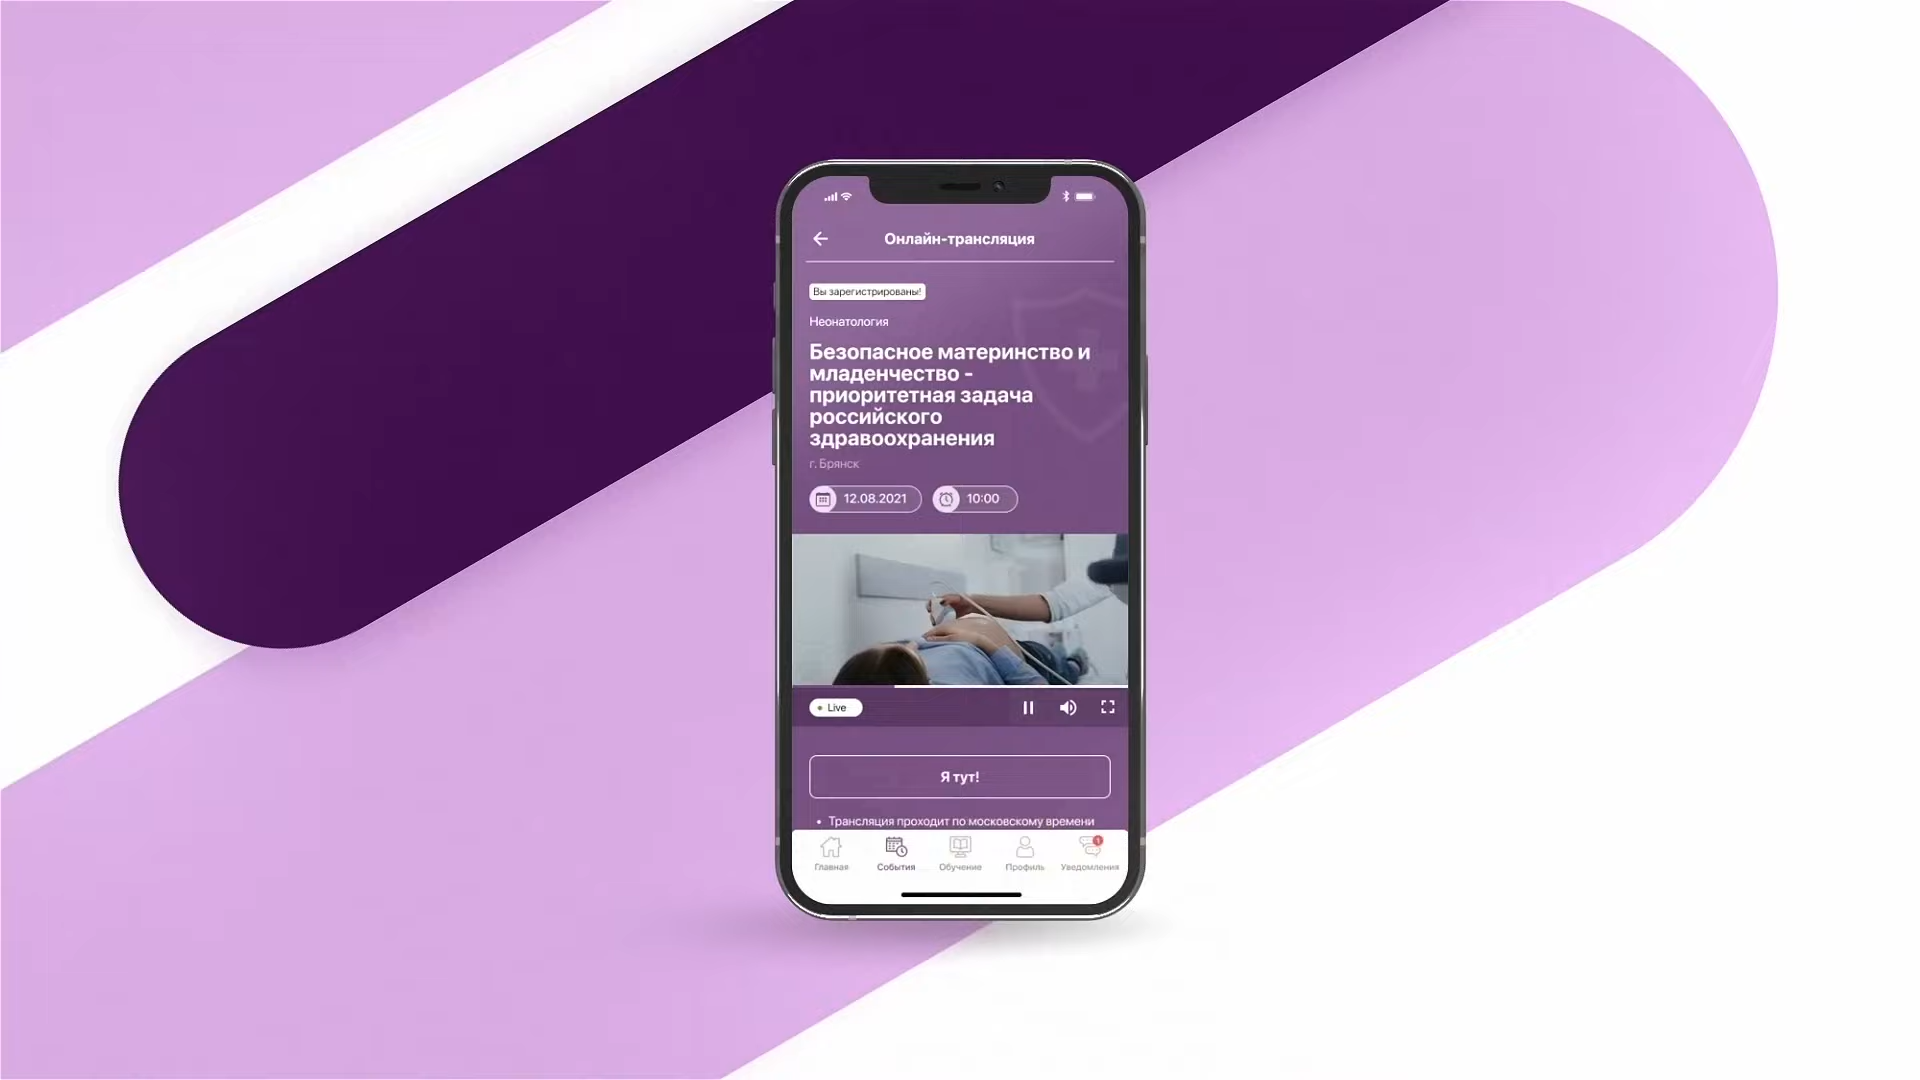 Онлайн-трансляция
Вы зарегистрированы!
Неонатология
Безопасное материнство и
младенчество -
приоритетная задача
российского
здравоохранения
г. Брянск
12.08.2021
10:00
Live
Я тут!
• Трансляция проходит по московскому времени
Главная
События
Обучение
Профиль
1
Уведомления